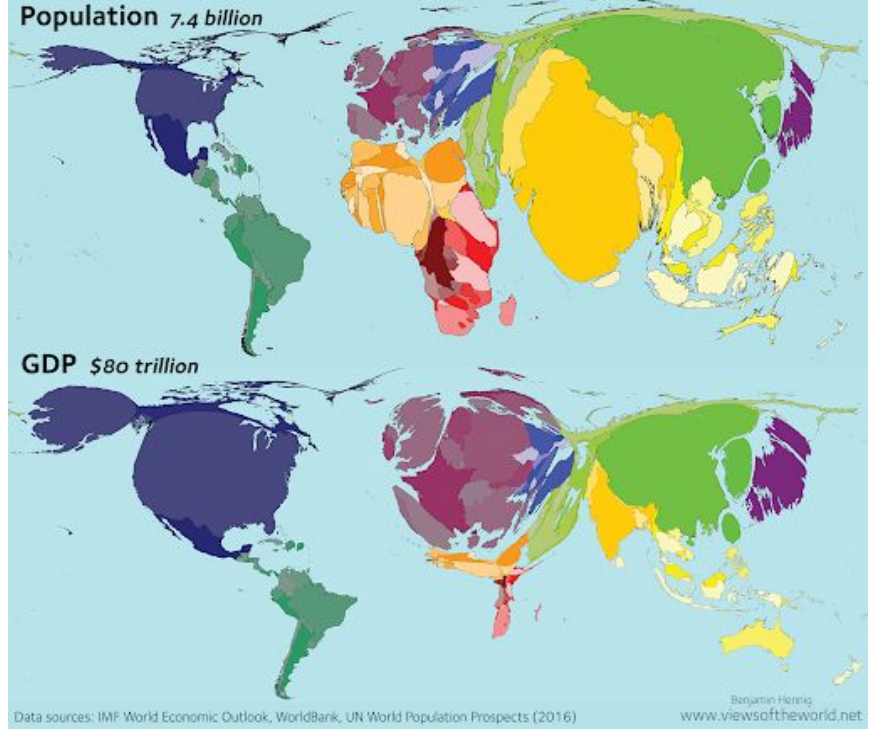 Population 7.4 billion
GDP $80 trillion
Benjamin Hennig
Data sources: IMF World Economic Outlook, WorldBank, UN World Population Prospects (2016)
www.viewsoftheworld.net